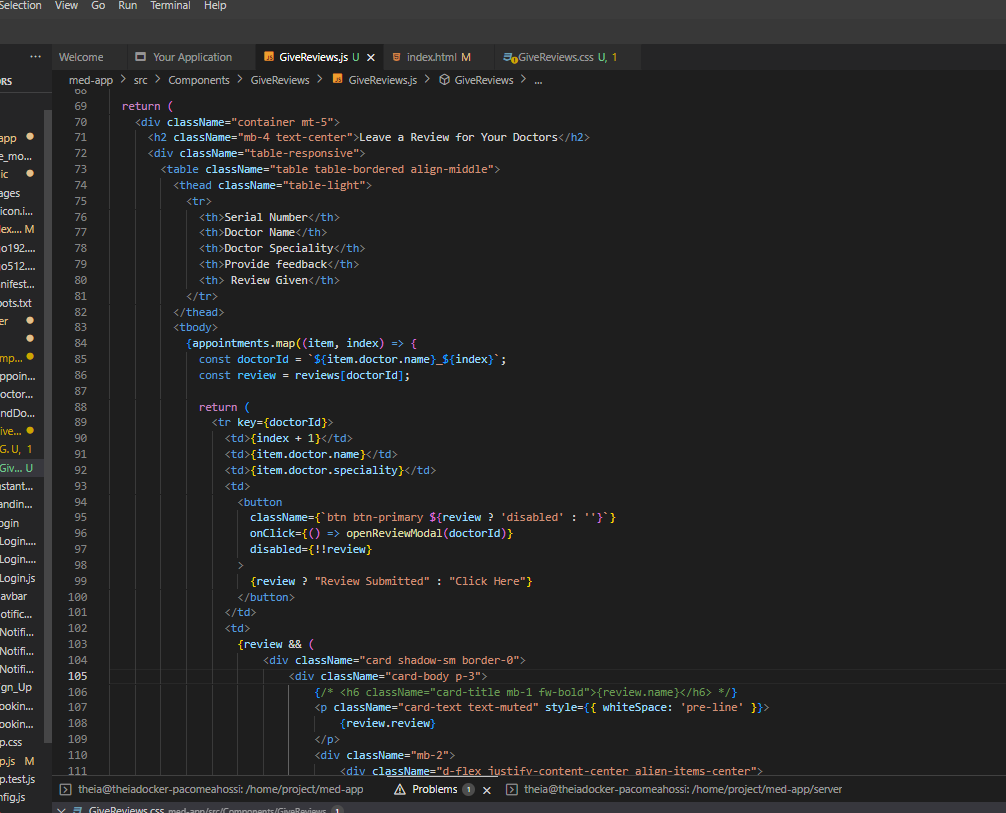 Selection View Go Run Terminal Help
Welcome Your Application GiveReviews.js U index.html M GiveReviews.css U, 1
ORS
med-app > src > Components > GiveReviews > GiveReviews.js > GiveReviews > ...
68
69 return (
70 <div className="container mt-5">
71 <h2 className="mb-4 text-center">Leave a Review for Your Doctors</h2>
72 <div className="table-responsive">
73 <table className="table table-bordered align-middle">
74 <thead className="table-light">
75 <tr>
76 <th>Serial Number</th>
77 <th>Doctor Name</th>
78 <th>Doctor Speciality</th>
79 <th>Provide feedback</th>
80 <th> Review Given</th>
81 </tr>
82 </thead>
83 <tbody>
84 {appointments.map((item, index) => {
85 const doctorId = `${item.doctor.name}_${index}`;
86 const review = reviews[doctorId];
87
88 return (
89 <tr key={doctorId}>
90 <td>{index + 1}</td>
91 <td>{item.doctor.name}</td>
92 <td>{item.doctor.speciality}</td>
93 <td>
94 <button
95 className={`btn btn-primary ${review ? 'disabled' : ''}`}
96 onClick={() => openReviewModal(doctorId)}
97 disabled={!!review}
98 >
99 {review ? "Review Submitted" : "Click Here"}
100 </button>
101 </td>
102 <td>
103 {review && (
104 <div className="card shadow-sm border-0">
105 <div className="card-body p-3">
106 {/* <h6 className="card-title mb-1 fw-bold">{review.name}</h6> */}
107 <p className="card-text text-muted" style={{ whiteSpace: 'pre-line' }}>
108 {review.review}
109 </p>
110 <div className="mb-2">
111 <div className="d-flex justify-content-center align-items-center">
app
e_mo...
ic
ages
icon.i...
dex.... M
go192....
go512....
anifest...
bots.txt
er
mp...
ppoin...
octor...
ndDo...
ive...
G. U, 1
Giv... U
nstant...
andin...
ogin
Login....
Login....
Login.js
avbar
otific...
Notifi...
Notifi...
Notifi...
gn_Up
ookin...
ookin...
p.css
p.js M
p.test.js
nfig.js
theia@theiadocker-pacomeahossi: /home/project/med-app Problems 1 theia@theiadocker-pacomeahossi: /home/project/med-app/server
GiveReviews.css med-app/src/Components/GiveReviews 1